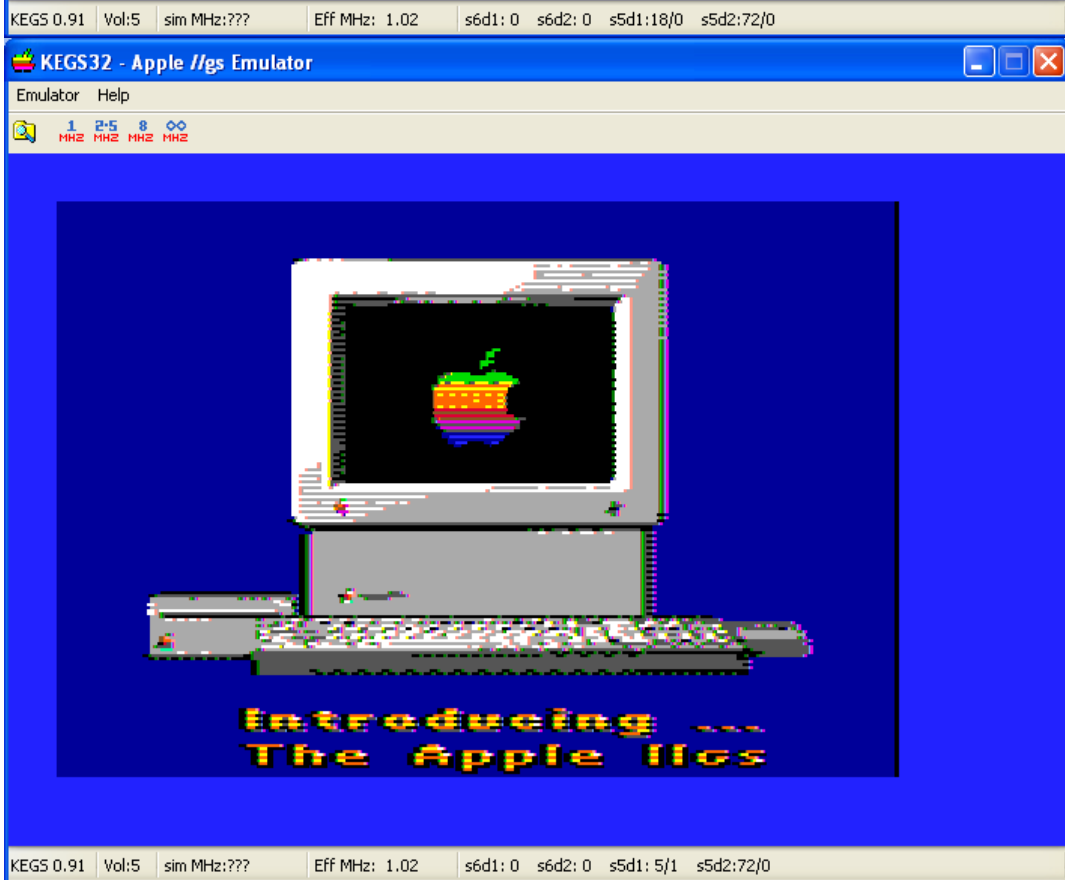 KEGS 0.91 Vol:5 sim MHz:??? Eff MHz: 1.02 s6d1: 0 s6d2: 0 s5d1:18/0 s5d2:72/0
KEGS32 - Apple //gs Emulator
Emulator Help
1 MHZ 2·5 MHZ 8 MHZ ∞ MHZ
Introducing ...
The Apple IIGS
KEGS 0.91 Vol:5 sim MHz:??? Eff MHz: 1.02 s6d1: 0 s6d2: 0 s5d1: 5/1 s5d2:72/0